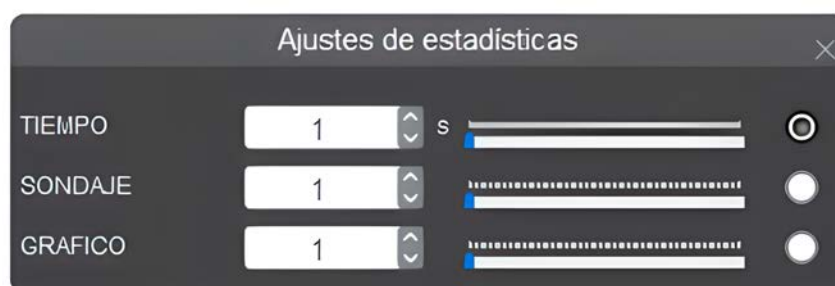 Ajustes de estadísticas
TIEMPO 1 s
SONDAJE 1
GRAFICO 1